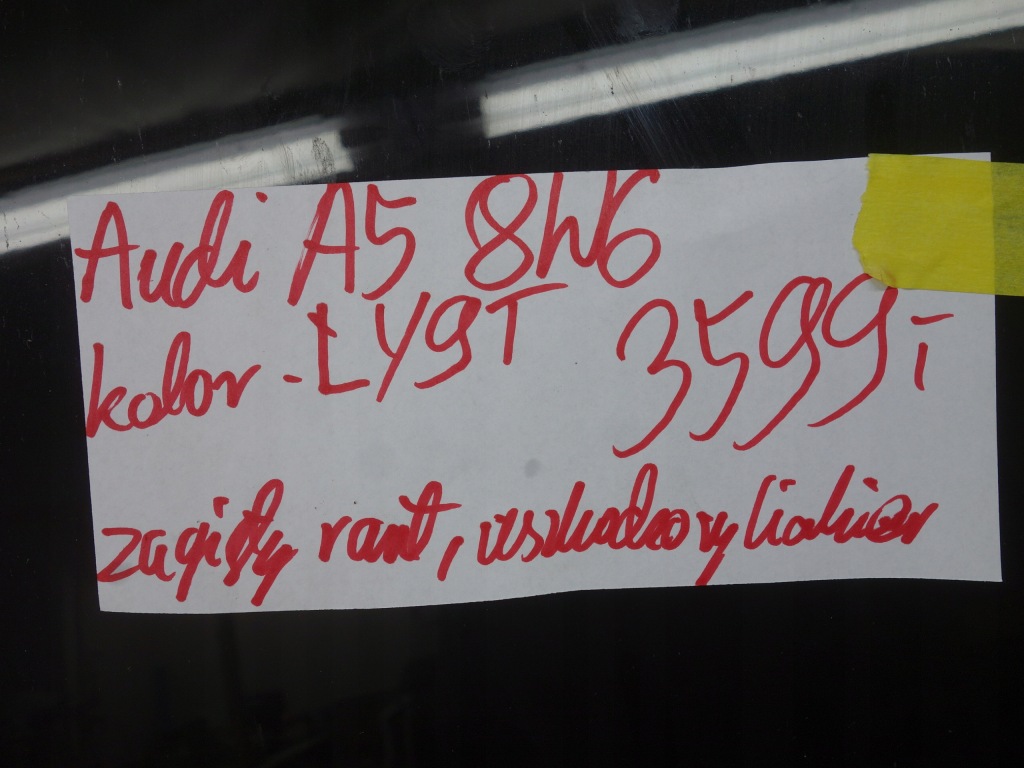 Audi A5 8W6
kolor - LY9T 3599,-
zagięty rant, uszkodzony lakier